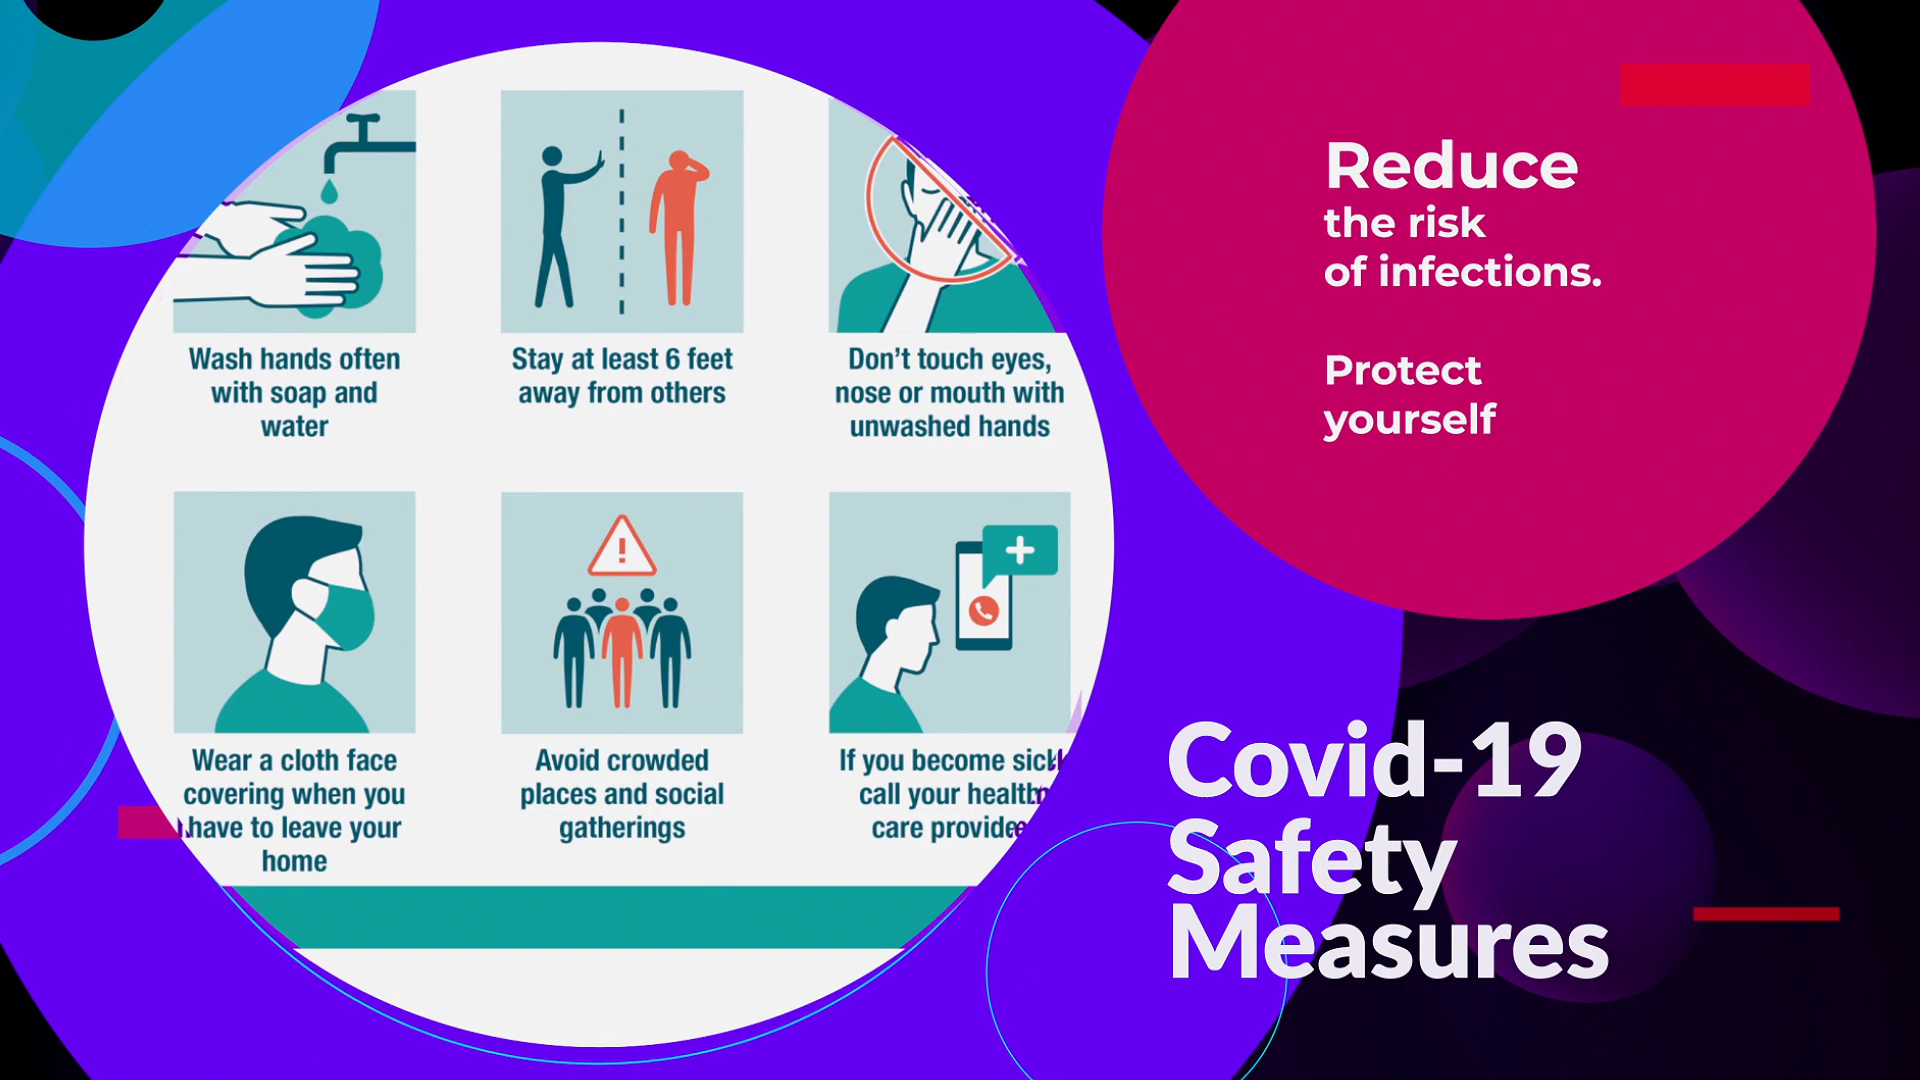 Wash hands often
with soap and
water
Stay at least 6 feet
away from others
Don't touch eyes,
nose or mouth with
unwashed hands
Wear a cloth face
covering when you
have to leave your
home
Avoid crowded
places and social
gatherings
If you become sick
call your health
care provider
Reduce
the risk
of infections.
Protect
yourself
Covid-19
Safety
Measures